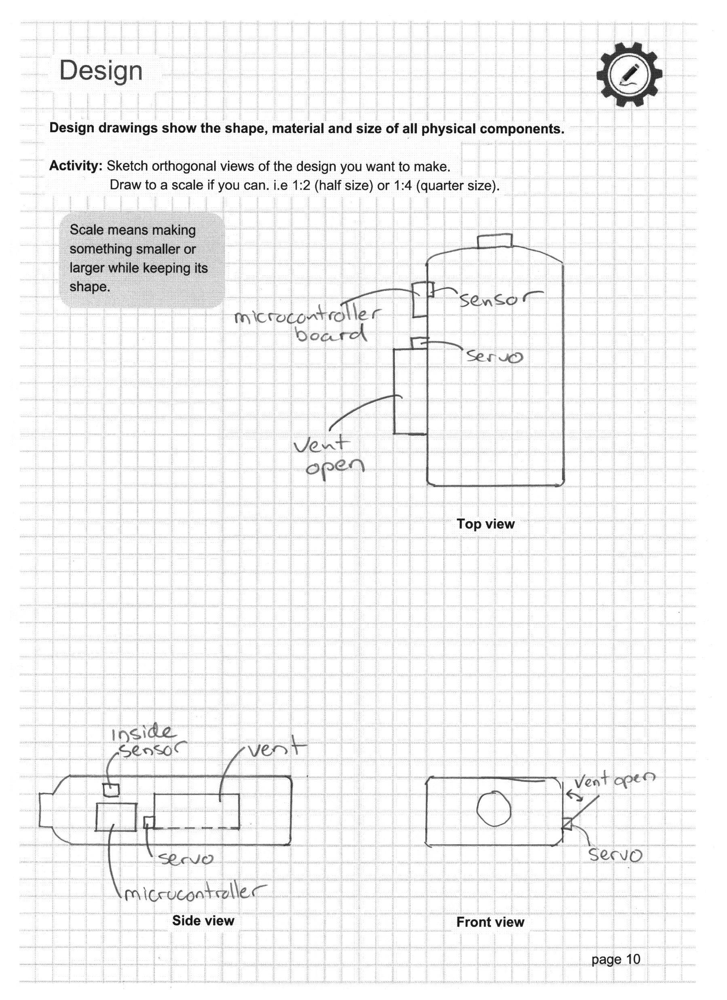 Design
Design drawings show the shape, material and size of all physical components.
Activity: Sketch orthogonal views of the design you want to make.
Draw to a scale if you can. i.e 1:2 (half size) or 1:4 (quarter size).
Scale means making
something smaller or
larger while keeping its
shape.
sensor
microcontroller
board
servo
vent
open
Top view
inside
sensor
vent
servo
microcontroller
Side view
vent open
servo
Front view
page 10